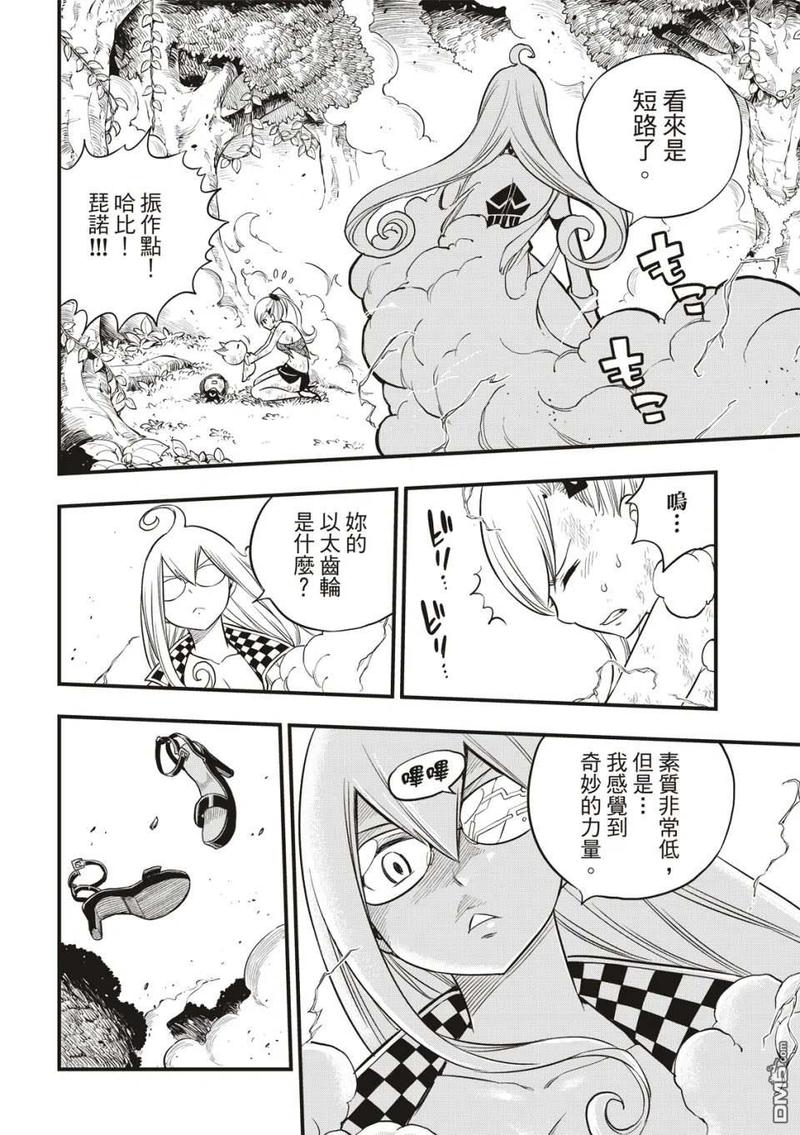 看來是
短路了。
モコ
モコ
振作點！
哈比！
琵諾!!!
嗚…
ビリ
ビリ
妳的
以太齒輪
是什麼？
素質非常低，
但是…
我感覺到
奇妙的力量。
嗶嗶
DM5.com